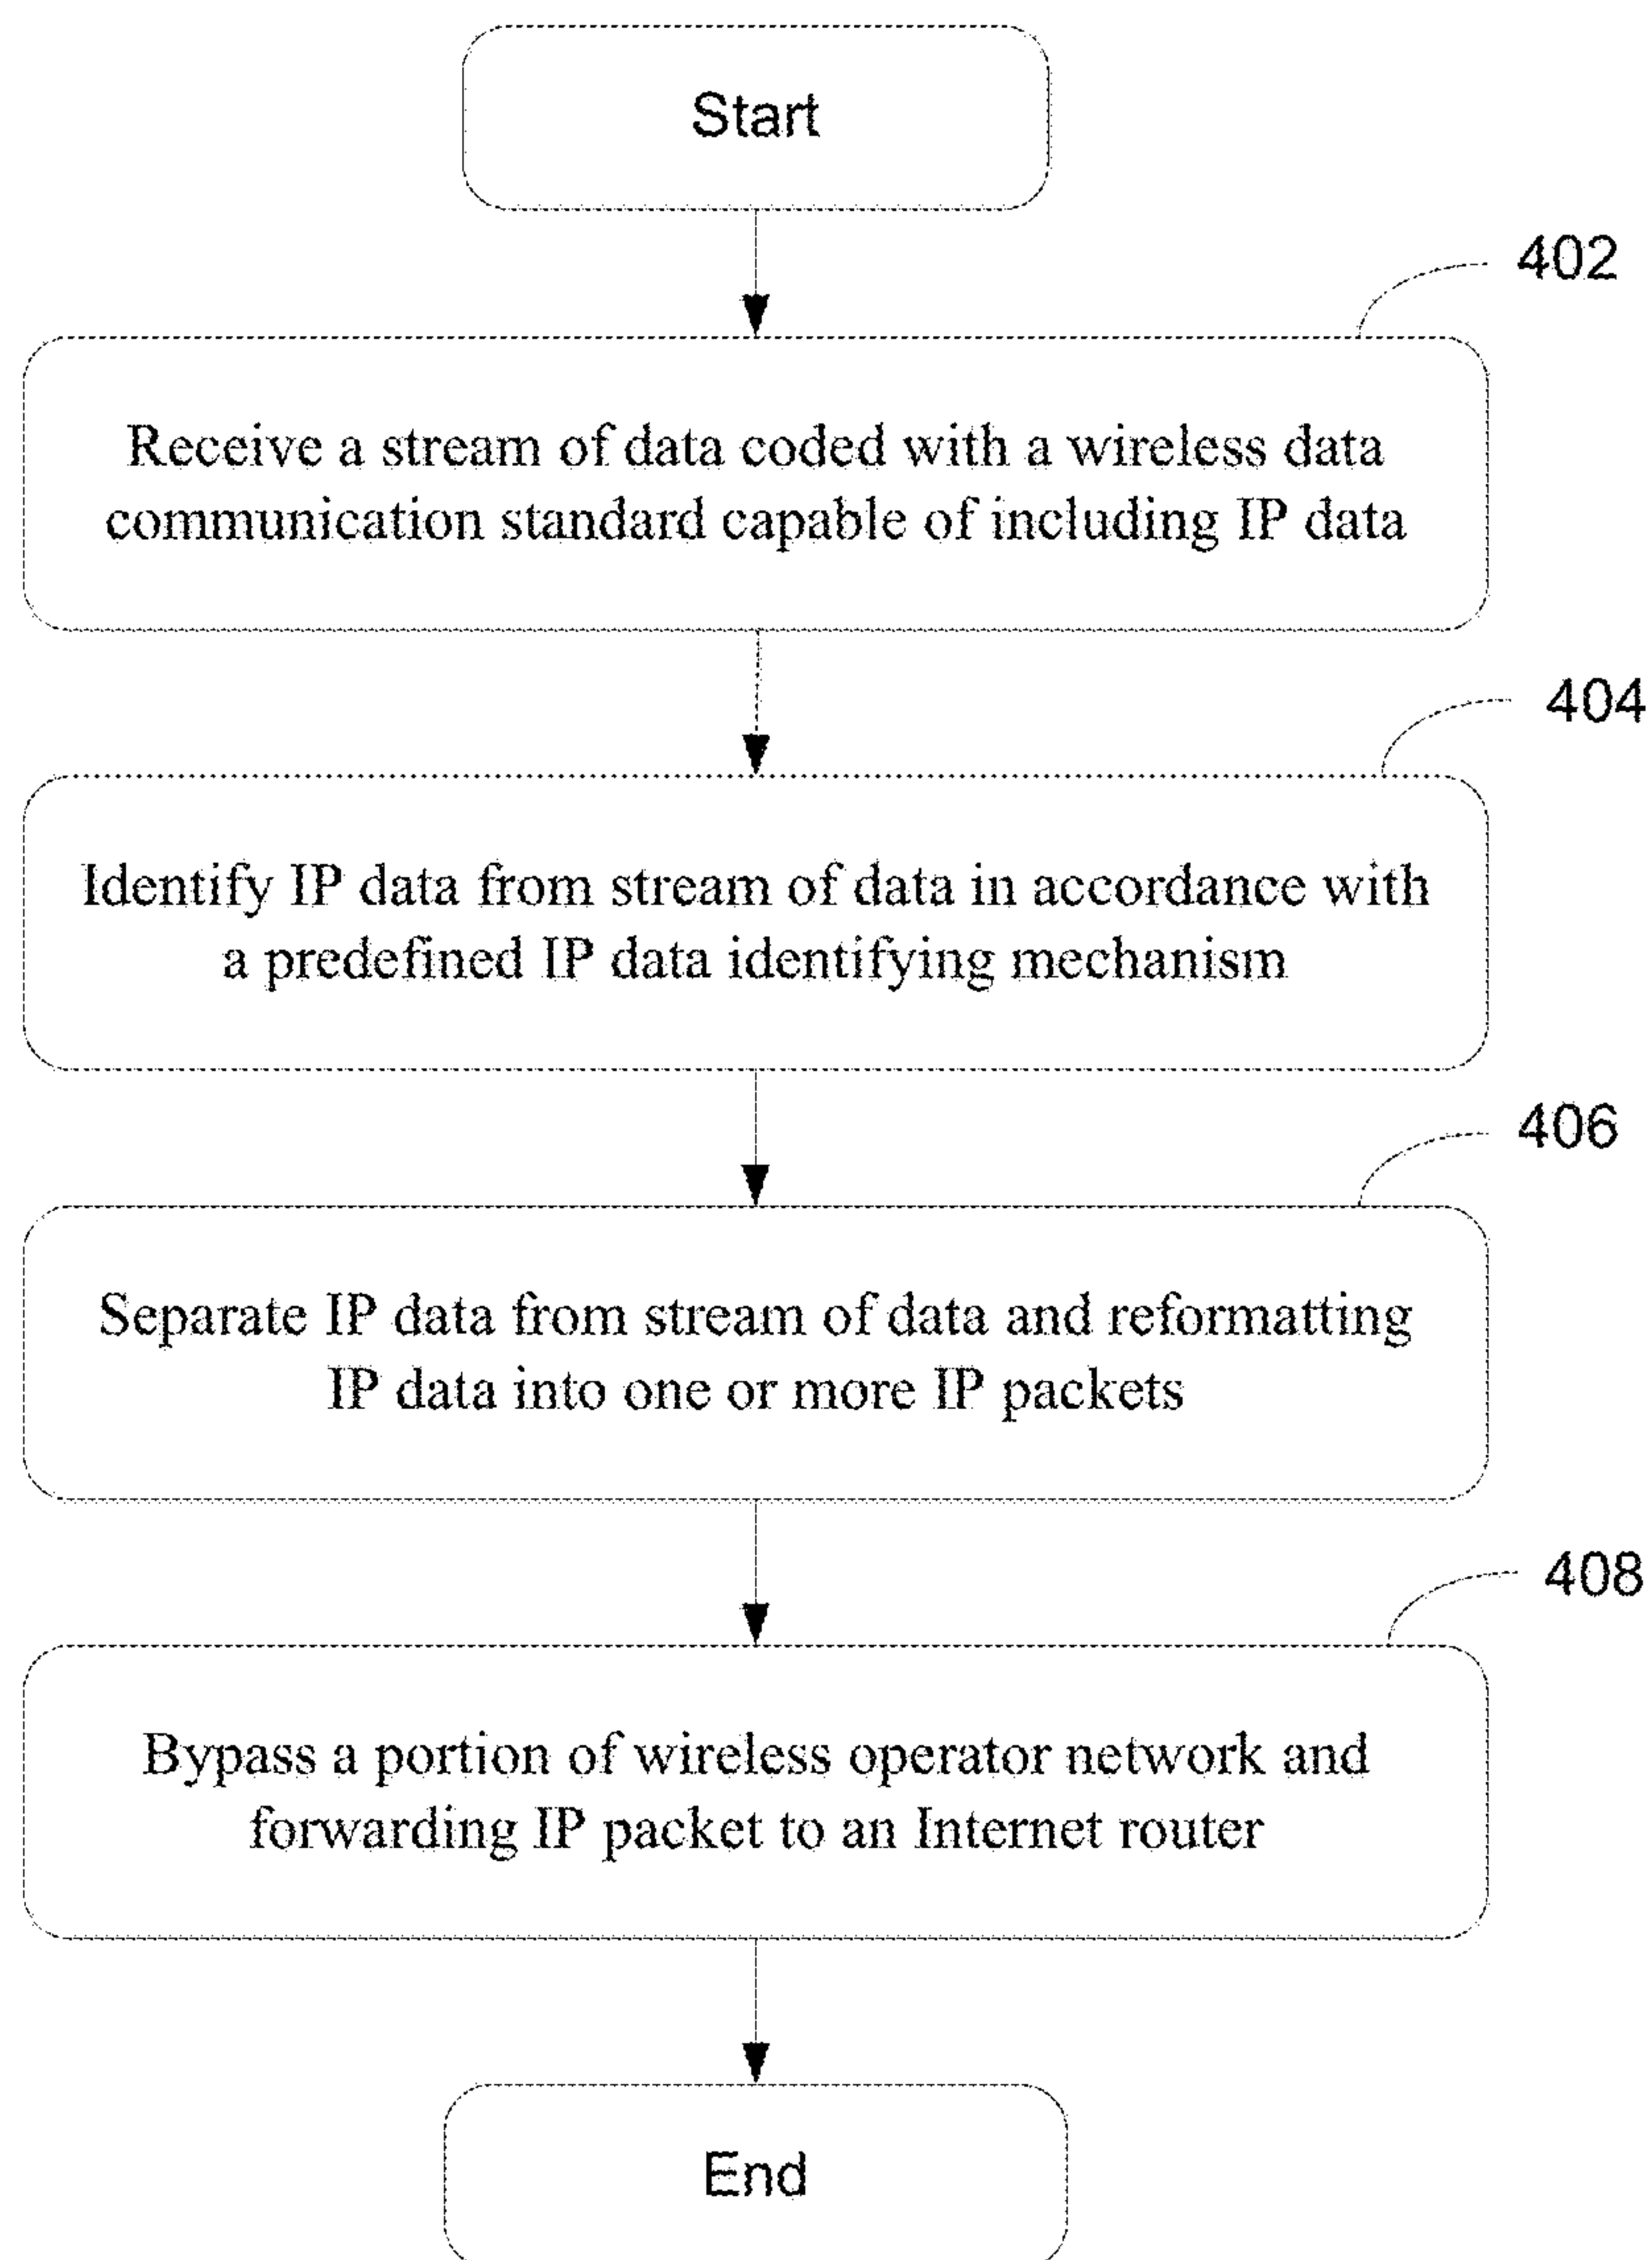 Start
402
Receive a stream of data coded with a wireless data
communication standard capable of including IP data
404
Identify IP data from stream of data in accordance with
a predefined IP data identifying mechanism
406
Separate IP data from stream of data and reformatting
IP data into one or more IP packets
408
Bypass a portion of wireless operator network and
forwarding IP packet to an Internet router
End